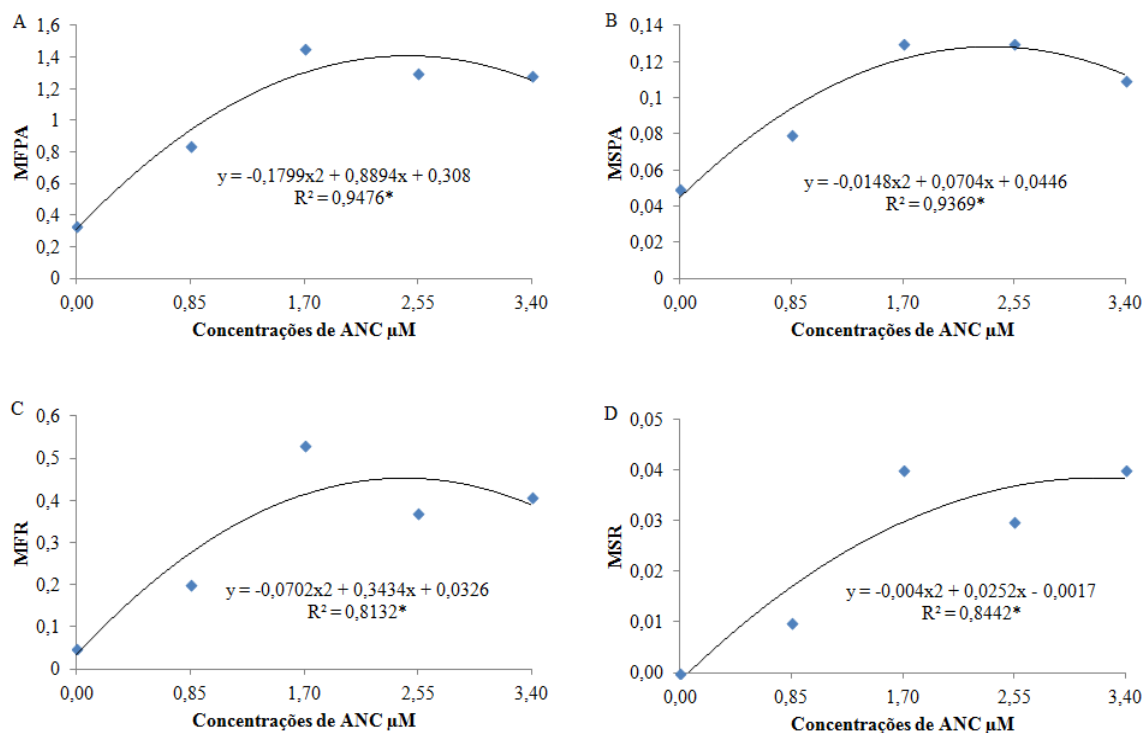 A
1,6
1,4
1,2
1
0,8
0,6
0,4
0,2
0
MFPA
y = -0,1799x2 + 0,8894x + 0,308
R² = 0,9476*
0,00 0,85 1,70 2,55 3,40
Concentrações de ANC µM
B
0,14
0,12
0,1
0,08
0,06
0,04
0,02
0
MSPA
y = -0,0148x2 + 0,0704x + 0,0446
R² = 0,9369*
0,00 0,85 1,70 2,55 3,40
Concentrações de ANC µM
C
0,6
0,5
0,4
0,3
0,2
0,1
0
MFR
y = -0,0702x2 + 0,3434x + 0,0326
R² = 0,8132*
0,00 0,85 1,70 2,55 3,40
Concentrações de ANC µM
D
0,05
0,04
0,03
0,02
0,01
0,00
MSR
y = -0,004x2 + 0,0252x - 0,0017
R² = 0,8442*
0,00 0,85 1,70 2,55 3,40
Concentrações de ANC µM